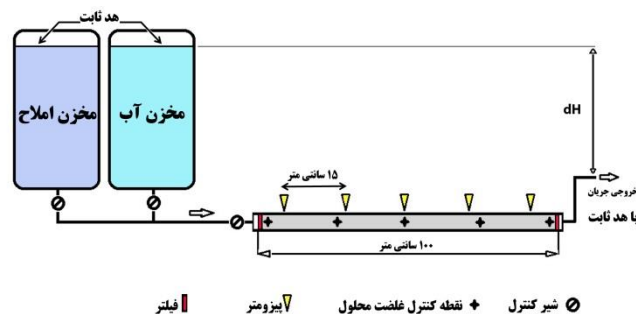 هد ثابت
مخزن املاح
مخزن آب
dH
۱۵ سانتی متر
خروجی جریان
با هد ثابت
۱۰۰ سانتی متر
شیر کنترل
نقطه کنترل غلضت محلول
پیزومتر
فیلتر